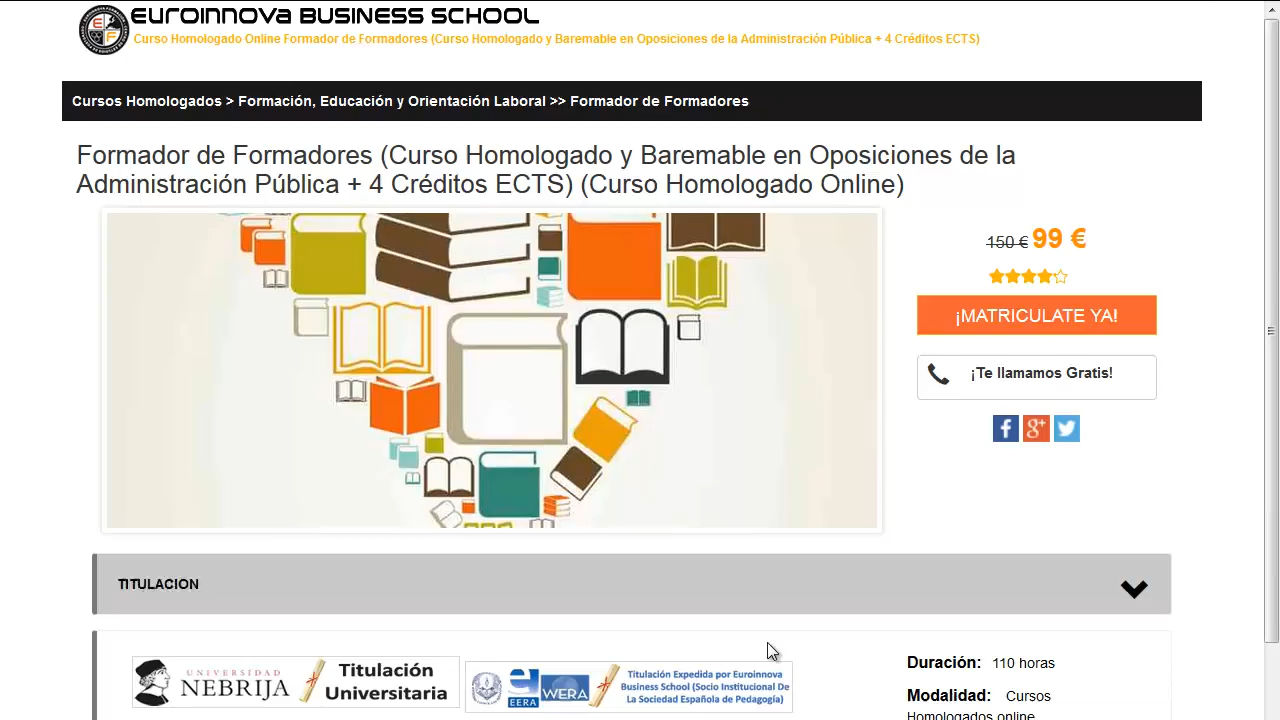 EUROINNOVA BUSINESS SCHOOL
Curso Homologado Online Formador de Formadores (Curso Homologado y Baremable en Oposiciones de la Administración Pública + 4 Créditos ECTS)
Cursos Homologados > Formación, Educación y Orientación Laboral >> Formador de Formadores
Formador de Formadores (Curso Homologado y Baremable en Oposiciones de la
Administración Pública + 4 Créditos ECTS) (Curso Homologado Online)
150 € 99 €
¡MATRICULATE YA!
¡Te llamamos Gratis!
TITULACION
UNIVERSIDAD
NEBRIJA
Titulación
Universitaria
EERA
WERA
Titulación Expedida por Euroinnova
Business School (Socio Institucional De
La Sociedad Española de Pedagogía)
Duración: 110 horas
Modalidad: Cursos
Homologados online